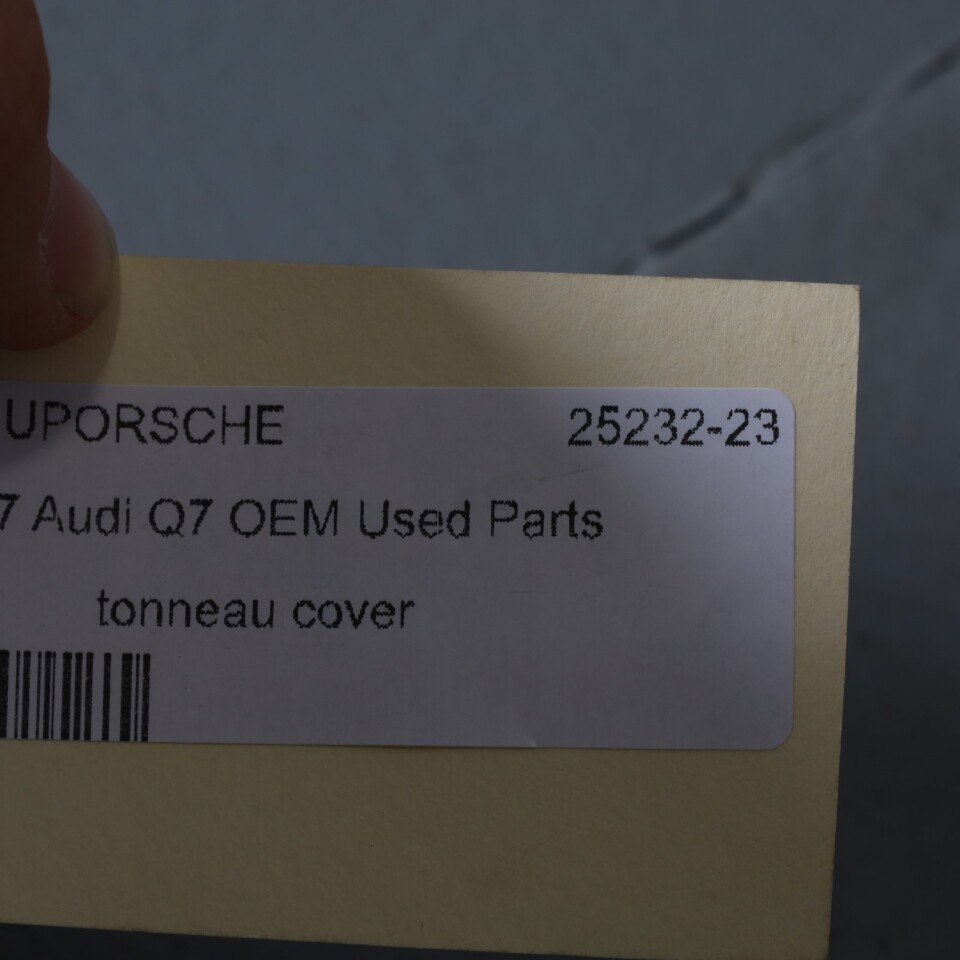 UPORSCHE 25232-23
7 Audi Q7 OEM Used Parts
tonneau cover